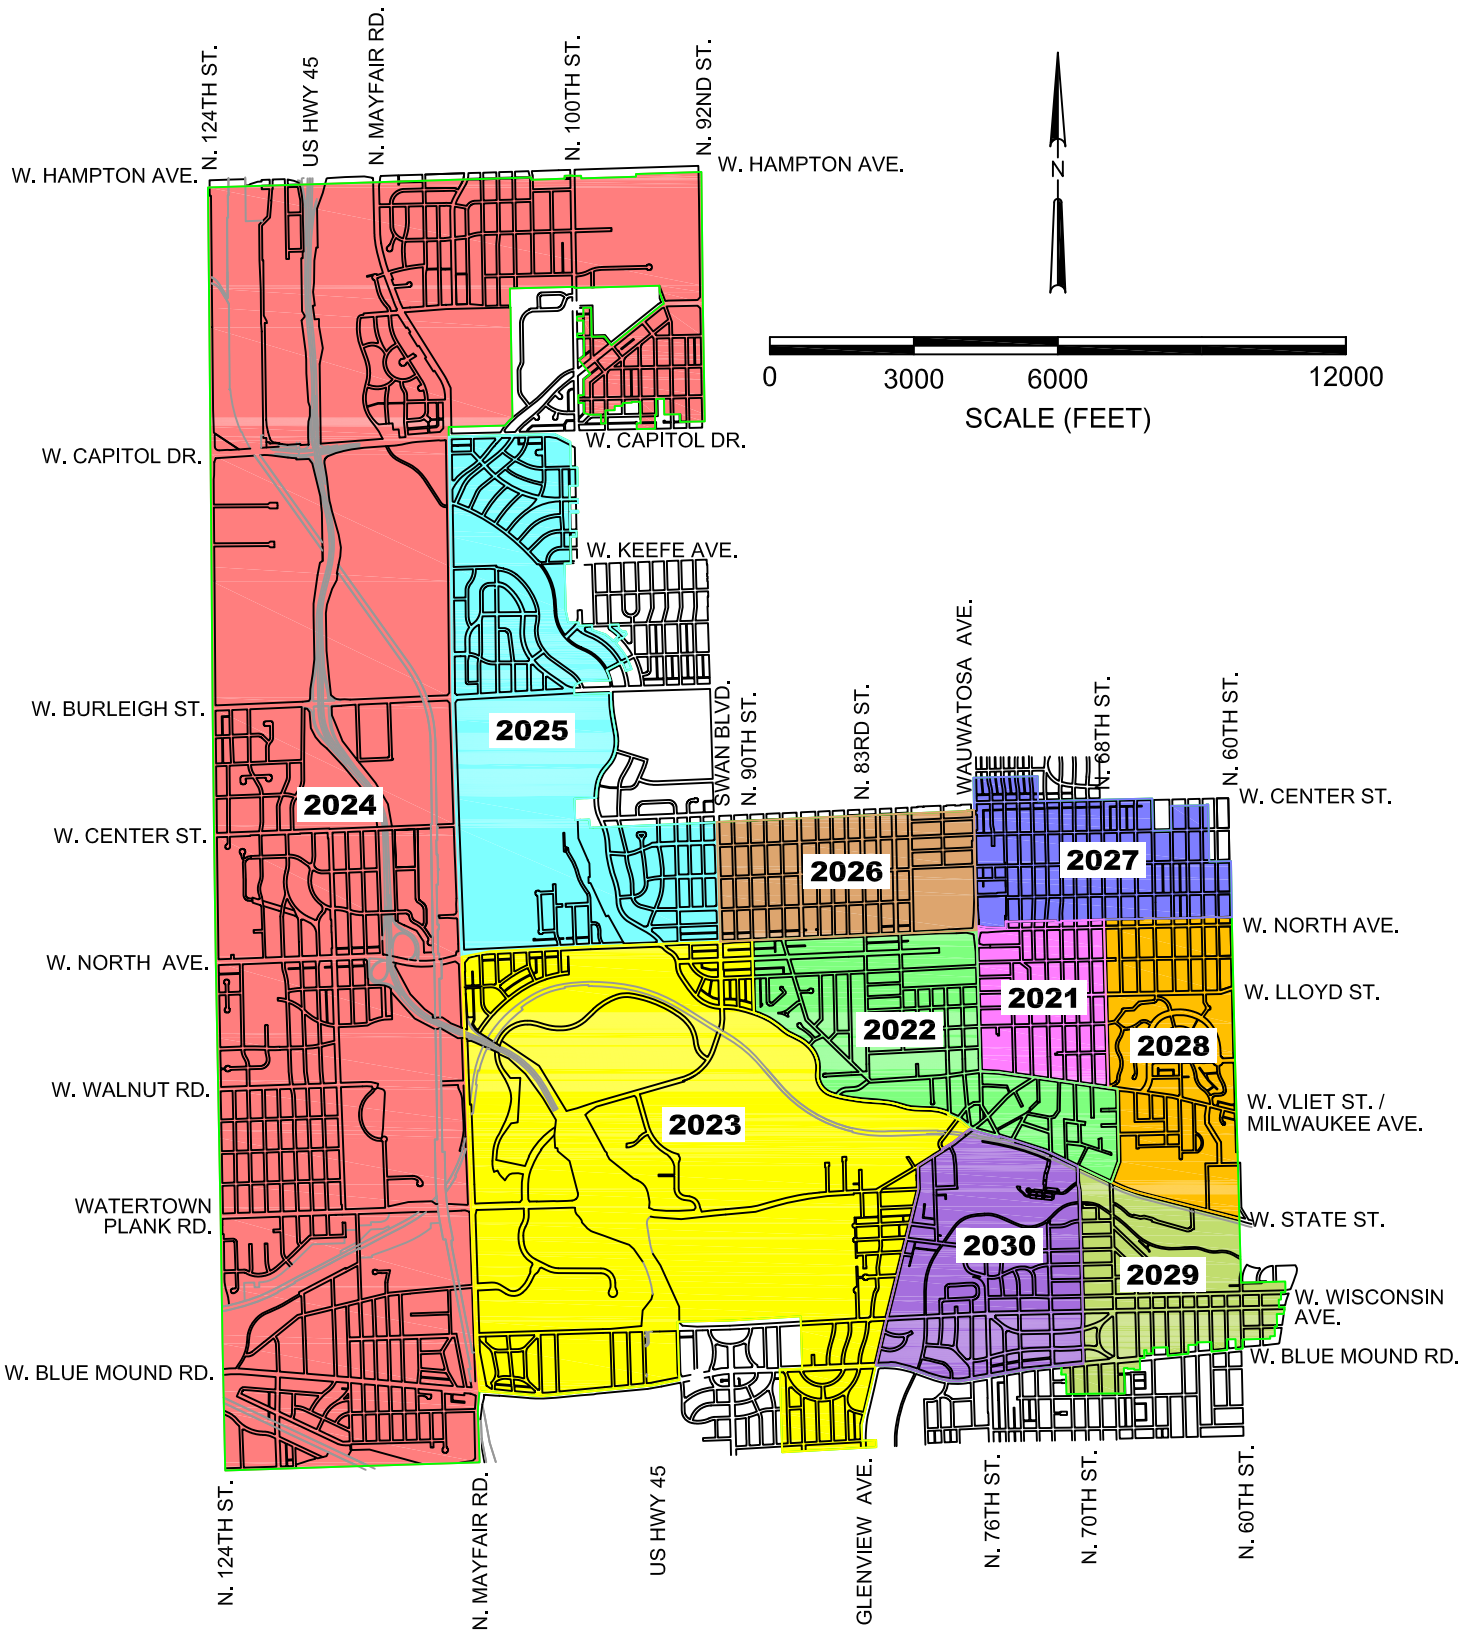 N. 124TH ST.
US HWY 45
N. MAYFAIR RD.
N. 100TH ST.
N. 92ND ST.
W. HAMPTON AVE.
W. HAMPTON AVE.
N
0
3000
6000
12000
SCALE (FEET)
W. CAPITOL DR.
W. CAPITOL DR.
W. KEEFE AVE.
W. BURLEIGH ST.
2025
SWAN BLVD.
N. 90TH ST.
N. 83RD ST.
WAUWATOSA AVE.
N. 68TH ST.
N. 60TH ST.
2024
W. CENTER ST.
W. CENTER ST.
2026
2027
W. NORTH AVE.
W. NORTH AVE.
2021
W. LLOYD ST.
2022
2028
W. WALNUT RD.
2023
W. VLIET ST. /
MILWAUKEE AVE.
WATERTOWN
PLANK RD.
W. STATE ST.
2030
2029
W. WISCONSIN
AVE.
W. BLUE MOUND RD.
W. BLUE MOUND RD.
N. 124TH ST.
N. MAYFAIR RD.
US HWY 45
GLENVIEW AVE.
N. 76TH ST.
N. 70TH ST.
N. 60TH ST.